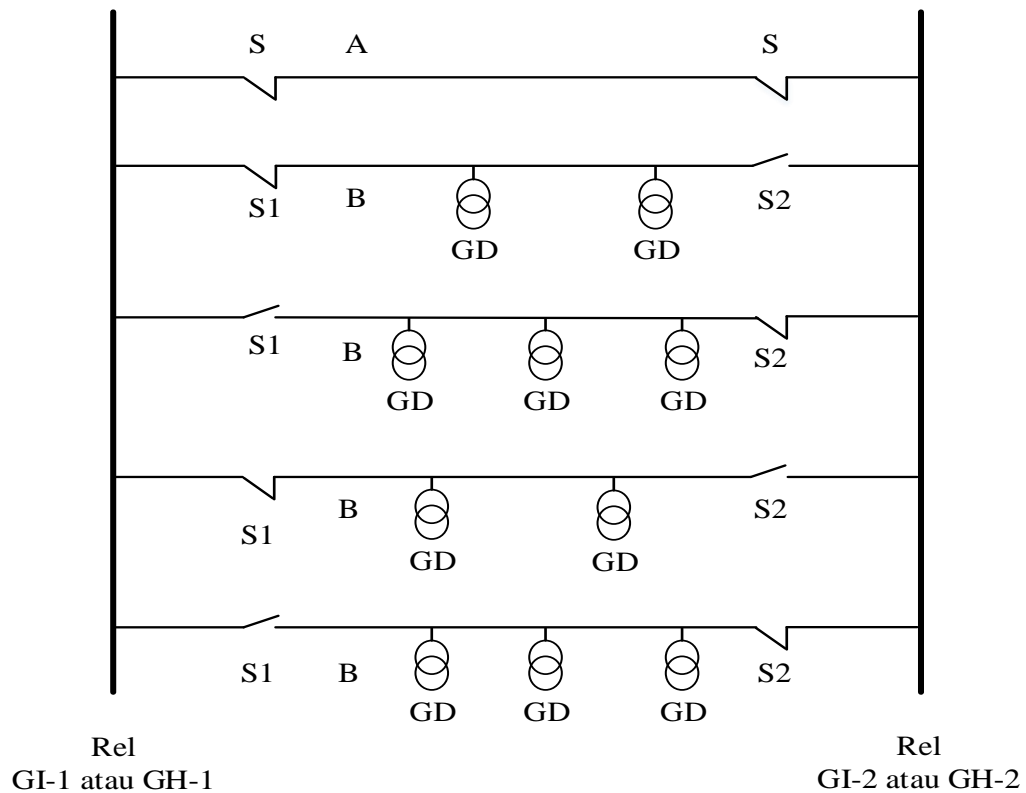 S A S
S1 B GD GD S2
S1 B GD GD GD S2
S1 B GD GD S2
S1 B GD GD GD S2
Rel
GI-1 atau GH-1
Rel
GI-2 atau GH-2